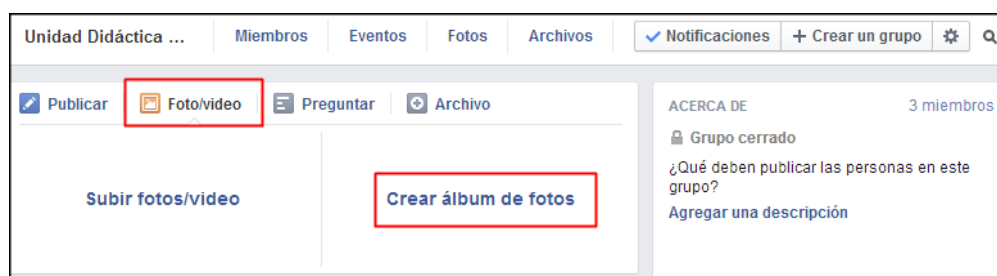 Unidad Didáctica ... Miembros Eventos Fotos Archivos Notificaciones + Crear un grupo
Publicar Foto/video Preguntar Archivo
ACERCA DE 3 miembros
Grupo cerrado
¿Qué deben publicar las personas en este
grupo?
Agregar una descripción
Subir fotos/video Crear álbum de fotos